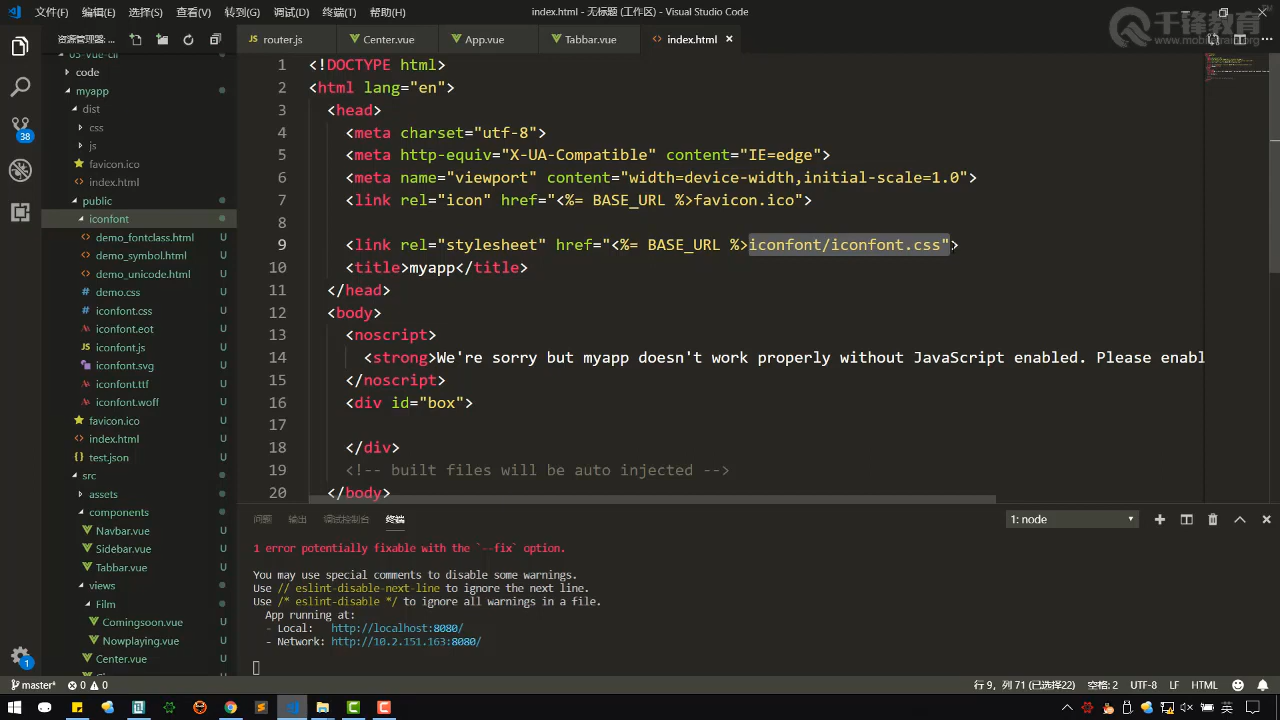 文件(F) 编辑(E) 选择(S) 查看(V) 转到(G) 调试(D) 终端(T) 帮助(H) index.html - 无标题 (工作区) - Visual Studio Code
千锋教育
资源管理器: ...
router.js Center.vue App.vue Tabbar.vue index.html
code
myapp
dist
css
js
favicon.ico U
index.html U
public
iconfont
demo_fontclass.html U
demo_symbol.html U
demo_unicode.html U
demo.css U
iconfont.css U
iconfont.eot U
iconfont.js U
iconfont.svg U
iconfont.ttf U
iconfont.woff U
favicon.ico U
index.html U
test.json U
src
assets
components
Navbar.vue U
Sidebar.vue U
Tabbar.vue U
views
Film
Comingsoon.vue U
Nowplaying.vue U
Center.vue U
38
1
1 <!DOCTYPE html>
2 <html lang="en">
3 <head>
4 <meta charset="utf-8">
5 <meta http-equiv="X-UA-Compatible" content="IE=edge">
6 <meta name="viewport" content="width=device-width,initial-scale=1.0">
7 <link rel="icon" href="<%= BASE_URL %>favicon.ico">
8
9 <link rel="stylesheet" href="<%= BASE_URL %>iconfont/iconfont.css">
10 <title>myapp</title>
11 </head>
12 <body>
13 <noscript>
14 <strong>We're sorry but myapp doesn't work properly without JavaScript enabled. Please enabl
15 </noscript>
16 <div id="box">
17
18 </div>
19 <!-- built files will be auto injected -->
20 </body>
问题 输出 调试控制台 终端 1: node
1 error potentially fixable with the `--fix` option.
You may use special comments to disable some warnings.
Use // eslint-disable-next-line to ignore the next line.
Use /* eslint-disable */ to ignore all warnings in a file.
App running at:
- Local: http://localhost:8080/
- Network: http://10.2.151.163:8080/
master* 0 0 行 9, 列 71 (已选择22) 空格: 2 UTF-8 LF HTML
英